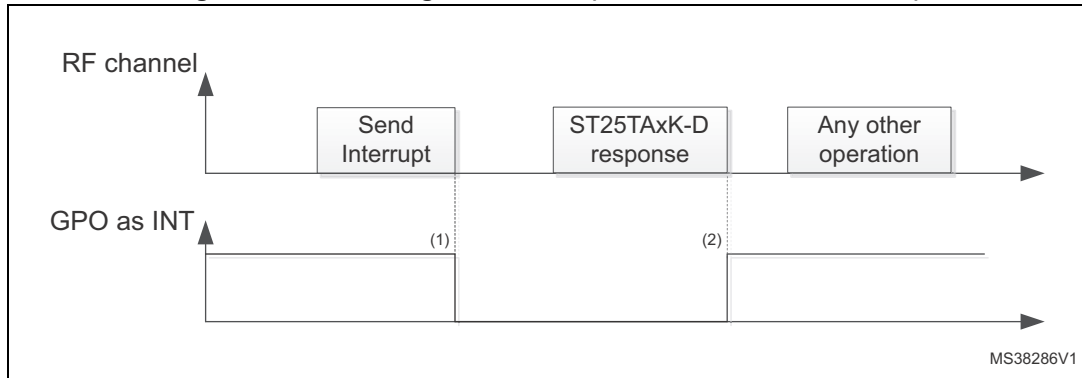 RF channel
Send
Interrupt
ST25TAxK-D
response
Any other
operation
GPO as INT
(1)
(2)
MS38286V1